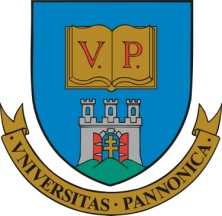 V. P.
VNIVERSITAS · PANNONICA